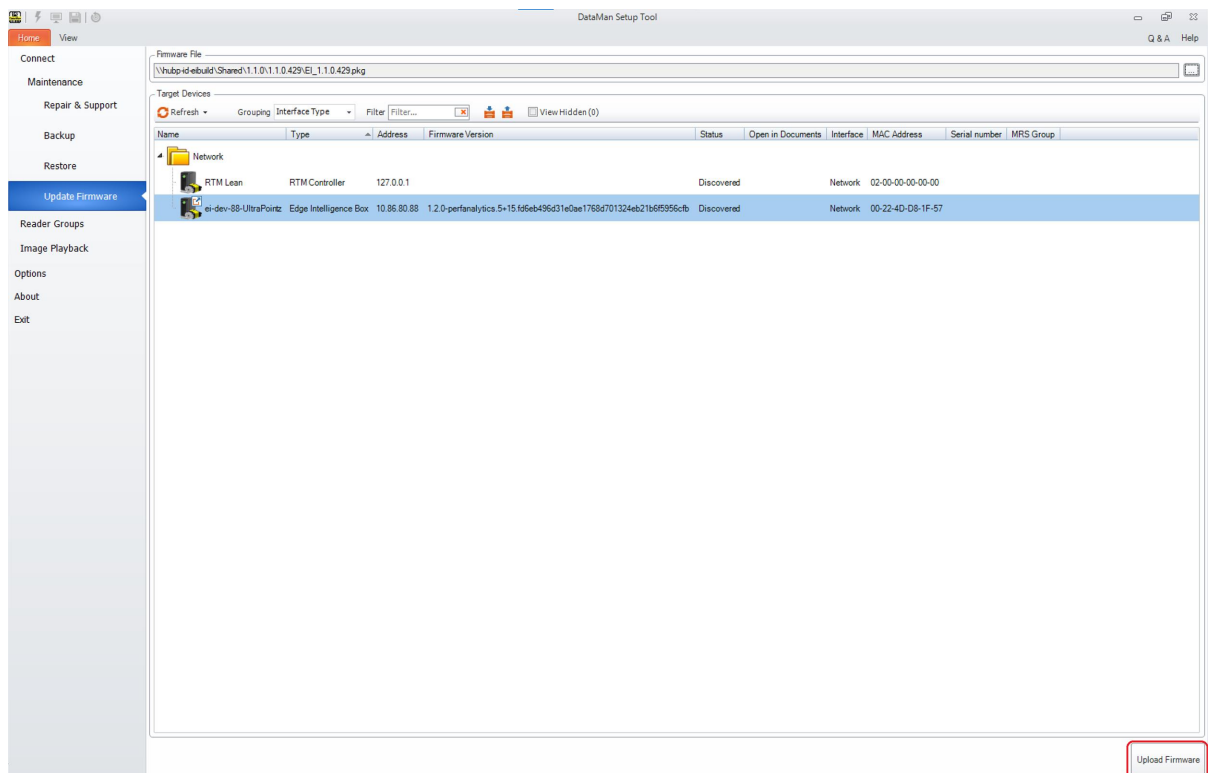 DataMan Setup Tool
Home View Q & A Help
Connect
Maintenance
Repair & Support
Backup
Restore
Update Firmware
Reader Groups
Image Playback
Options
About
Exit
Firmware File
\\hubp-id-eibuild\Shared\1.1.0\1.1.0.429\EI_1.1.0.429.pkg
...
Target Devices
Refresh Grouping Interface Type Filter Filter... View Hidden (0)
Name Type Address Firmware Version Status Open in Documents Interface MAC Address Serial number MRS Group
Network
RTM Lean RTM Controller 127.0.0.1 Discovered Network 02-00-00-00-00-00
ei-dev-88-UltraPointz Edge Intelligence Box 10.86.80.88 1.2.0-perfanalytics.5+15.fd6eb496d31e0ae1768d701324eb21b6f5956cfb Discovered Network 00-22-4D-D8-1F-57
Upload Firmware